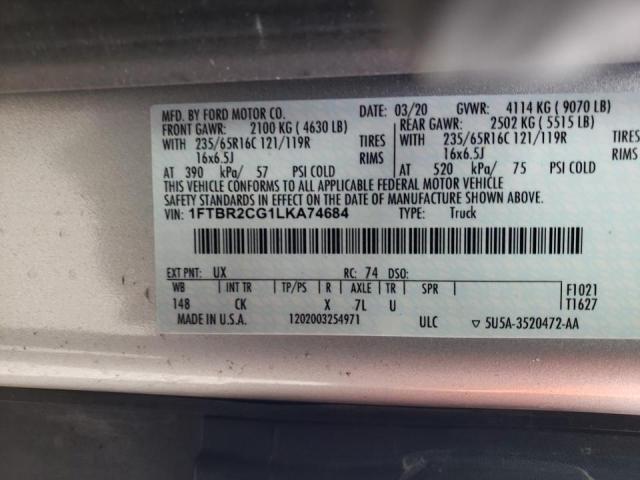 MFD. BY FORD MOTOR CO. DATE: 03/20 GVWR: 4114 KG ( 9070 LB)
FRONT GAWR: 2100 KG ( 4630 LB) REAR GAWR: 2502 KG ( 5515 LB)
WITH 235/65R16C 121/119R TIRES WITH 235/65R16C 121/119R TIRES
16x6.5J RIMS 16x6.5J RIMS
AT 390 kPa/ 57 PSI COLD AT 520 kPa/ 75 PSI COLD
THIS VEHICLE CONFORMS TO ALL APPLICABLE FEDERAL MOTOR VEHICLE
SAFETY STANDARDS IN EFFECT ON THE DATE OF MANUFACTURE SHOWN ABOVE.
VIN: 1FTBR2CG1LKA74684 TYPE: Truck
EXT PNT: UX RC: 74 DSO:
WB INT TR TP/PS R AXLE TR SPR F1021
148 CK X 7L U T1627
MADE IN U.S.A. 1202003254971 ULC ▽ 5U5A-3520472-AA